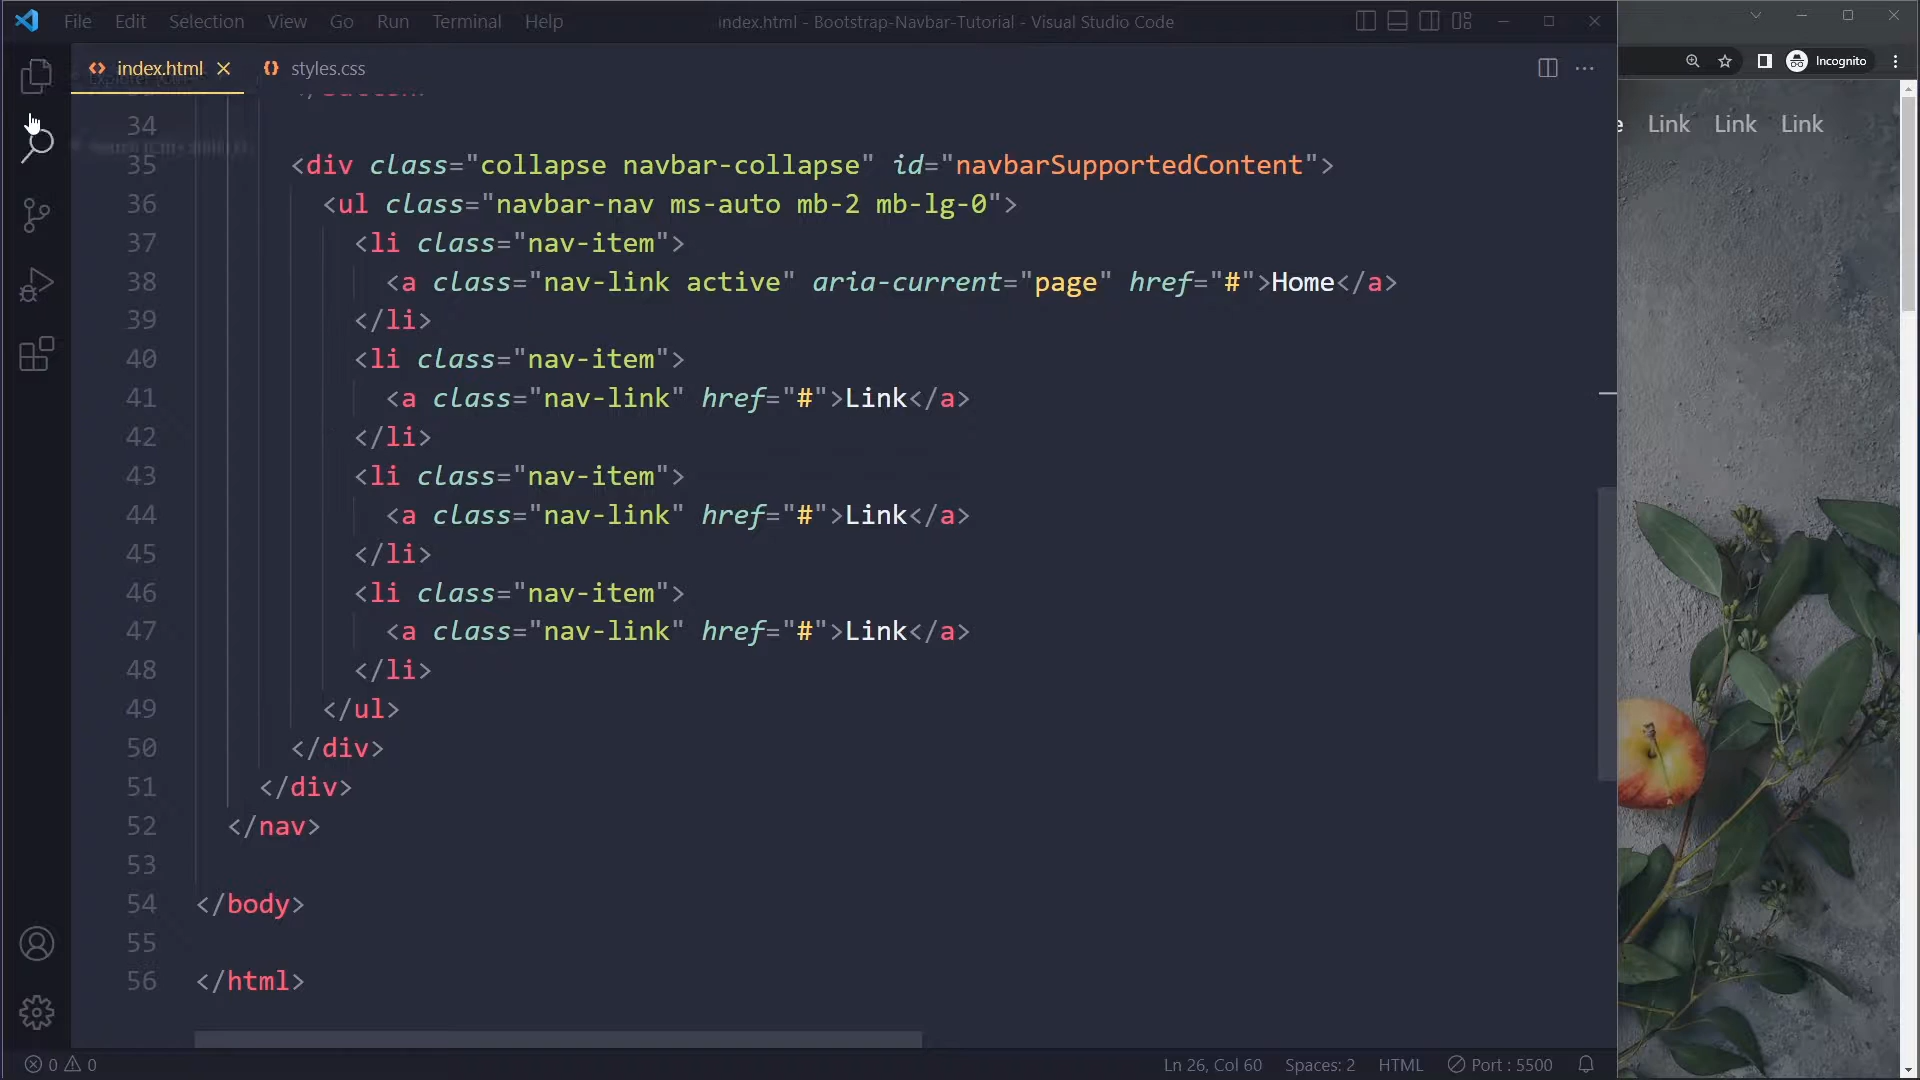 File Edit Selection View Go Run Terminal Help
index.html - Bootstrap-Navbar-Tutorial - Visual Studio Code
Incognito
index.html
styles.css
Link Link Link
34
35 <div class="collapse navbar-collapse" id="navbarSupportedContent">
36 <ul class="navbar-nav ms-auto mb-2 mb-lg-0">
37 <li class="nav-item">
38 <a class="nav-link active" aria-current="page" href="#">Home</a>
39 </li>
40 <li class="nav-item">
41 <a class="nav-link" href="#">Link</a>
42 </li>
43 <li class="nav-item">
44 <a class="nav-link" href="#">Link</a>
45 </li>
46 <li class="nav-item">
47 <a class="nav-link" href="#">Link</a>
48 </li>
49 </ul>
50 </div>
51 </div>
52 </nav>
53
54 </body>
55
56 </html>
0 0
Ln 26, Col 60 Spaces: 2 HTML Port : 5500